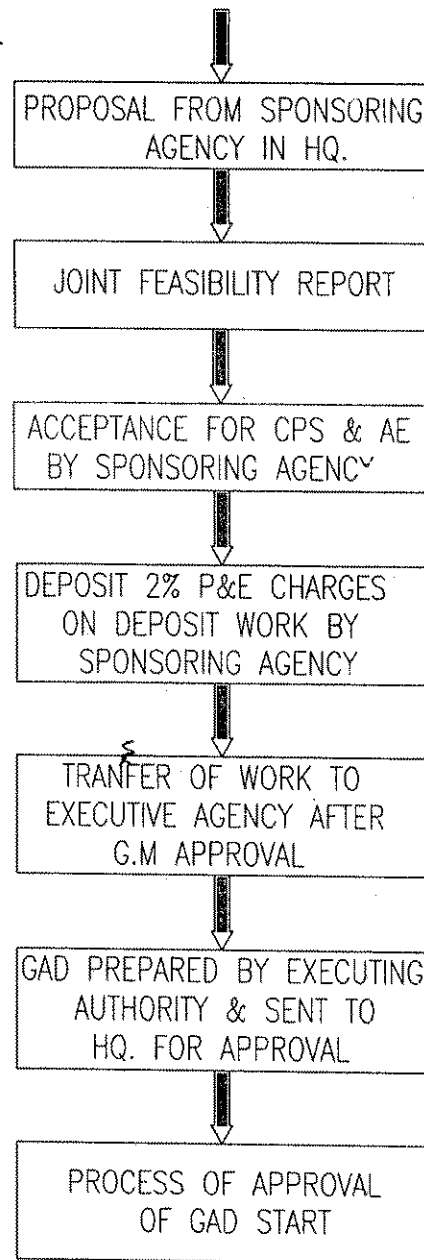 PROPOSAL FROM SPONSORING
AGENCY IN HQ.
JOINT FEASIBILITY REPORT
ACCEPTANCE FOR CPS & AE
BY SPONSORING AGENCY
DEPOSIT 2% P&E CHARGES
ON DEPOSIT WORK BY
SPONSORING AGENCY
TRANFER OF WORK TO
EXECUTIVE AGENCY AFTER
G.M APPROVAL
GAD PREPARED BY EXECUTING
AUTHORITY & SENT TO
HQ. FOR APPROVAL
PROCESS OF APPROVAL
OF GAD START